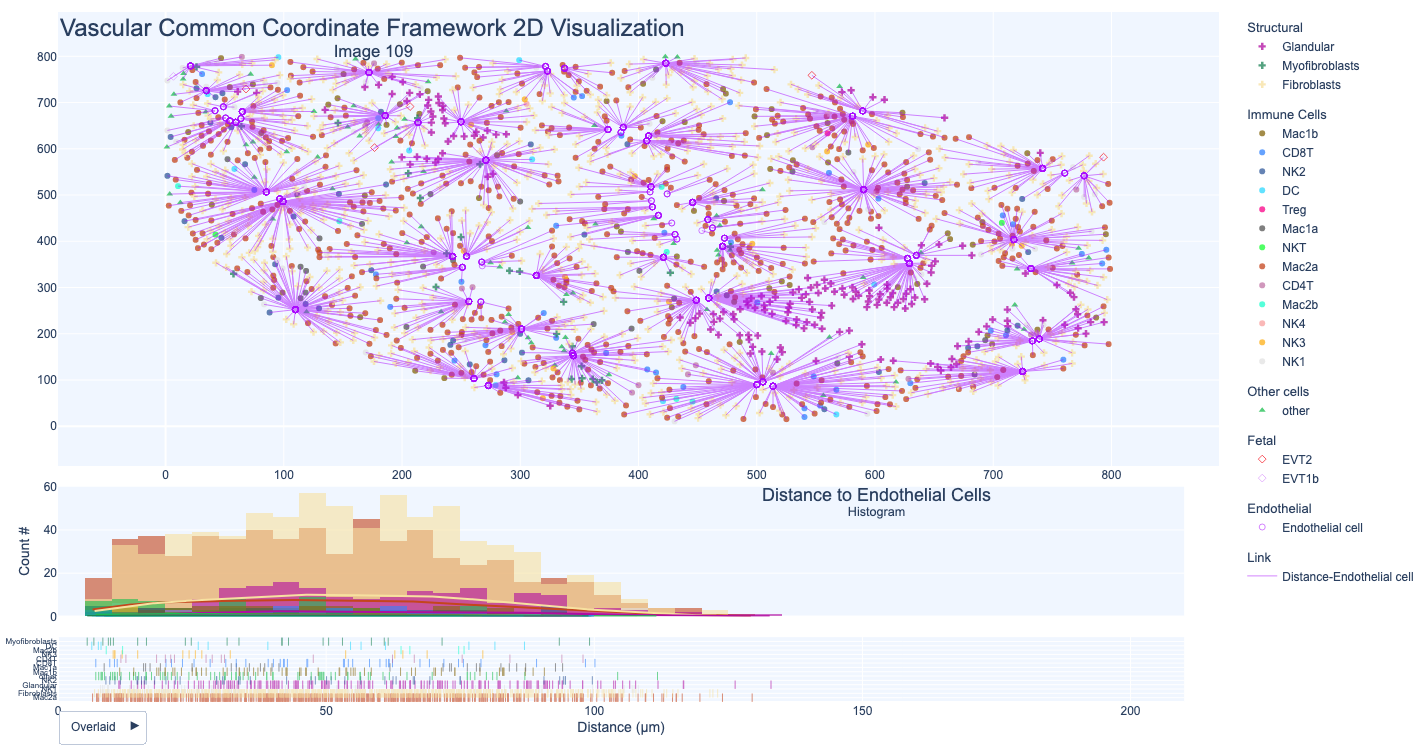 Vascular Common Coordinate Framework 2D Visualization
Image 109
800
700
600
500
400
300
200
100
0
0 100 200 300 400 500 600 700 800
Structural
Glandular
Myofibroblasts
Fibroblasts
Immune Cells
Mac1b
CD8T
NK2
DC
Treg
Mac1a
NKT
Mac2a
CD4T
Mac2b
NK4
NK3
NK1
Other cells
other
Fetal
EVT2
EVT1b
Endothelial
Endothelial cell
Link
Distance-Endothelial cell
Distance to Endothelial Cells
Histogram
Count #
60
40
20
0
Myofibroblasts
Glandular
Fibroblasts
0 50 100 150 200
Distance (μm)
Overlaid ▶